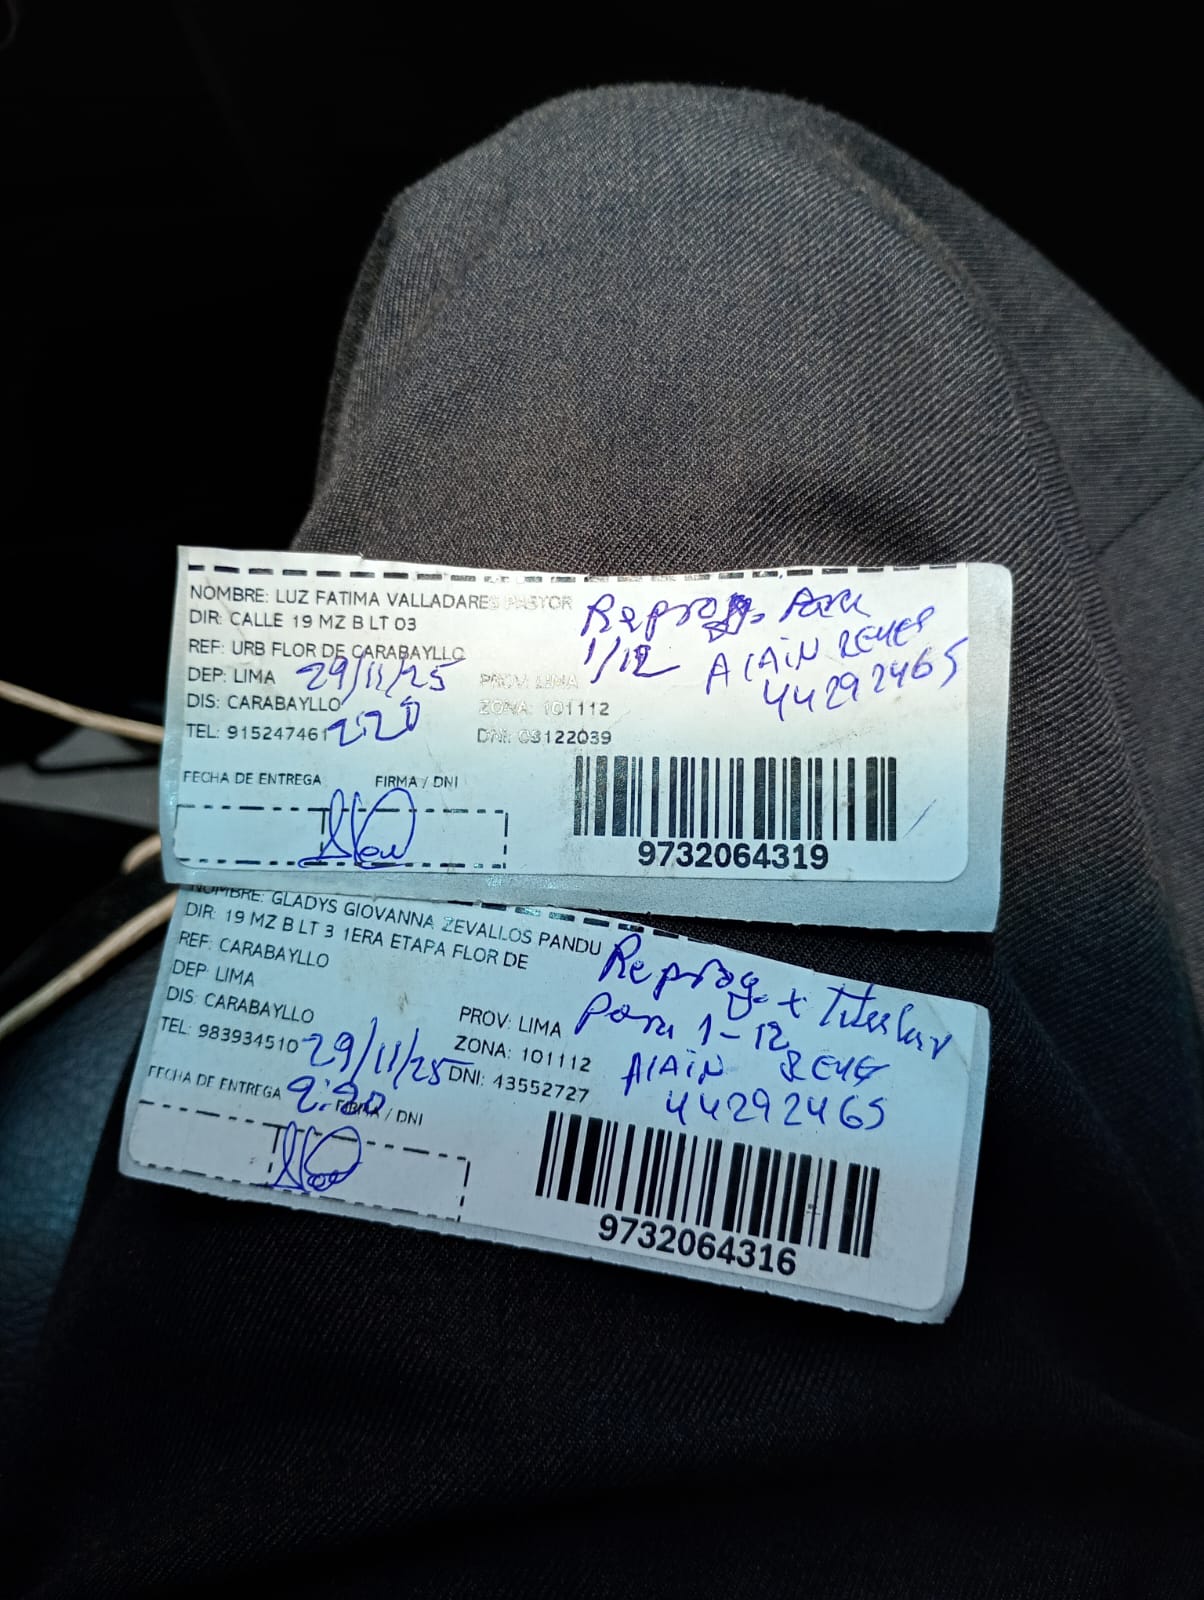 NOMBRE: LUZ FATIMA VALLADARES PASTOR
DIR: CALLE 19 MZ B LT 03
REF: URB FLOR DE CARABAYLLO
DEP: LIMA
29/11/25
PROV: LIMA
DIS: CARABAYLLO
ZONA: 101112
TEL: 915247461
2:20
DNI: 08122039
Reprog. Para
1/12
ALAIN REYES
44292465
FECHA DE ENTREGA
FIRMA / DNI
9732064319
NOMBRE: GLADYS GIOVANNA ZEVALLOS PANDU
DIR: 19 MZ B LT 3 1ERA ETAPA FLOR DE
REF: CARABAYLLO
DEP: LIMA
DIS: CARABAYLLO
PROV: LIMA
TEL: 983934510
ZONA: 101112
29/11/25
DNI: 43552727
2:20
Reprog. x Titular
Para 1-12
ALAIN REYES
44292465
FECHA DE ENTREGA
FIRMA / DNI
9732064316